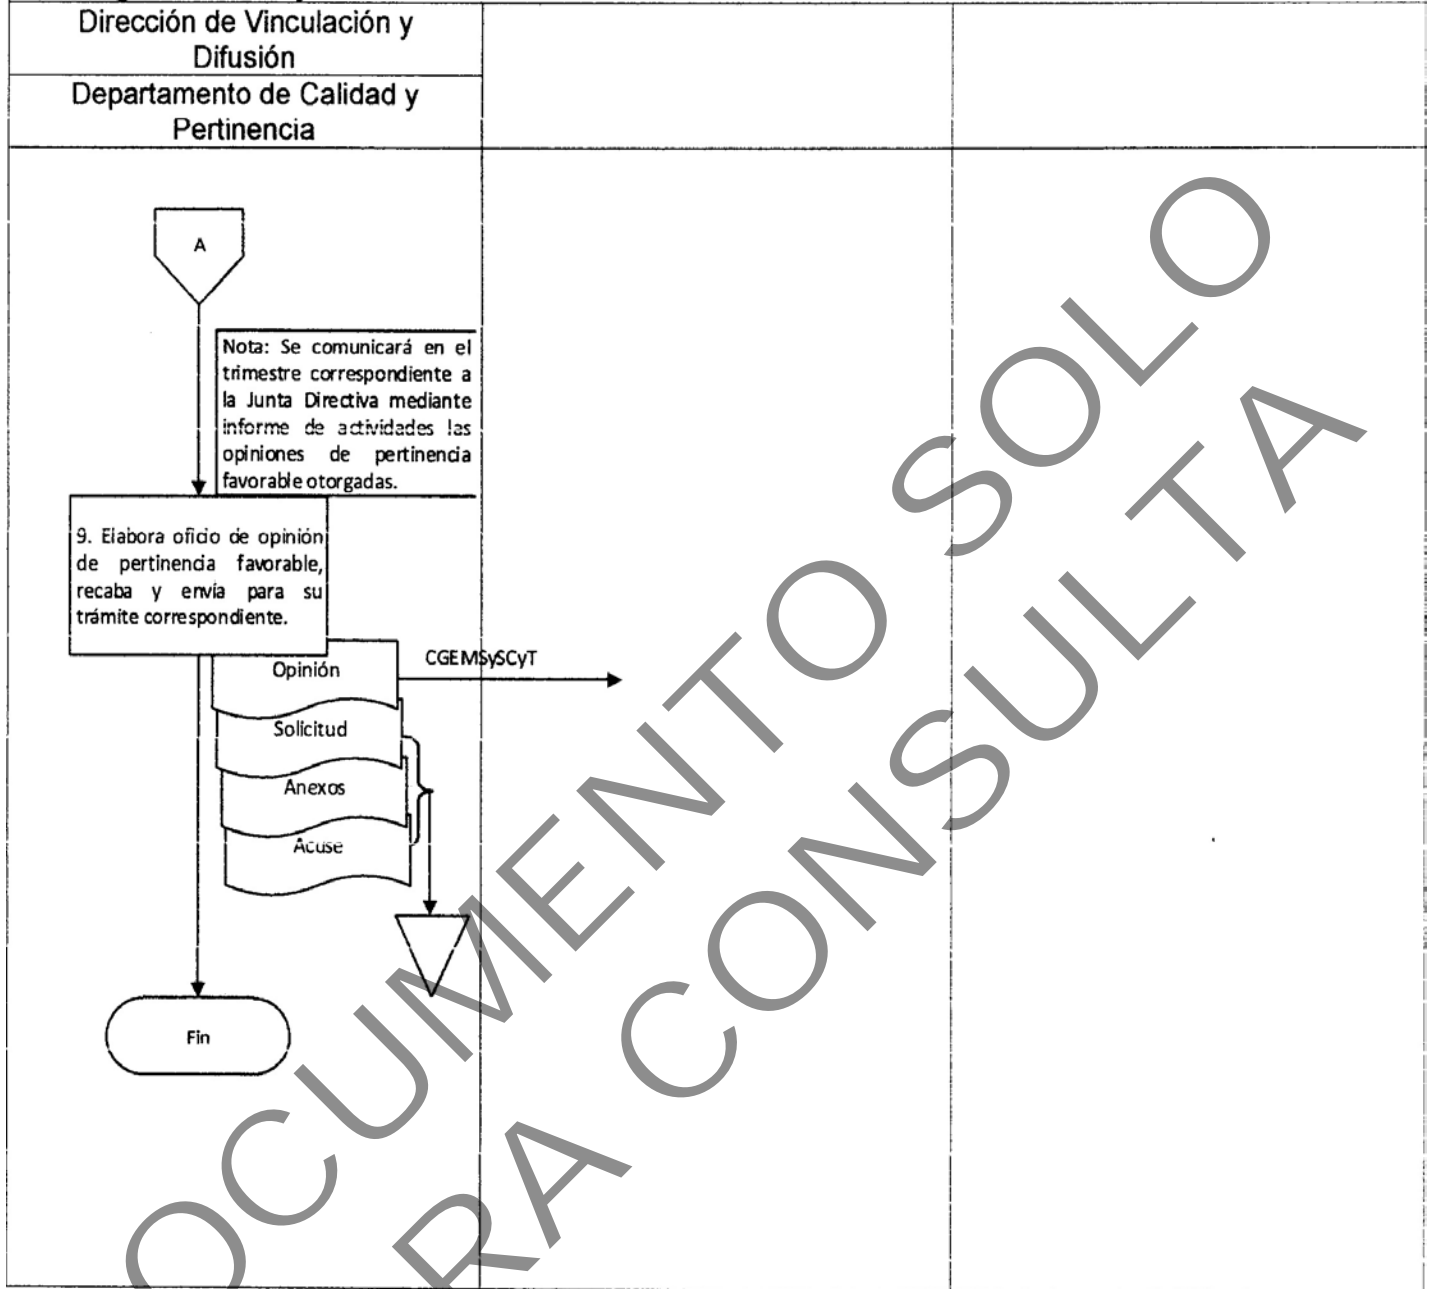 Dirección de Vinculación y
Difusión
Departamento de Calidad y
Pertinencia
A
Nota: Se comunicará en el
trimestre correspondiente a
la Junta Directiva mediante
informe de actividades las
opiniones de pertinencia
favorable otorgadas.
9. Elabora oficio de opinión
de pertinencia favorable,
recaba y envía para su
trámite correspondiente.
Opinión
CGEMSySCyT
Solicitud
Anexos
Acuse
Fin
OCUMENTO SOLO
RA CONSULTA